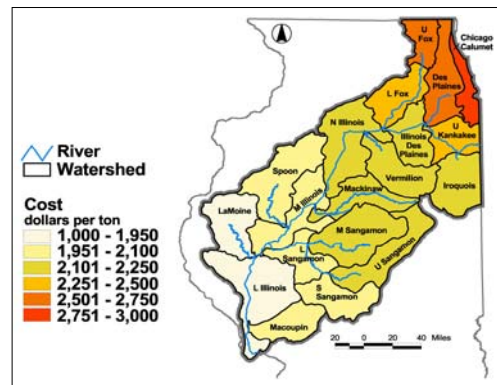 U
Fox
Chicago
Calumet
Des
Plaines
L Fox
N Illinois
Illinois
Des
Plaines
U
Kankakee
River
Watershed
Spoon
Vermilion
Iroquois
Cost
dollars per ton
M Illinois
Mackinaw
1,000 - 1,950
1,951 - 2,100
2,101 - 2,250
2,251 - 2,500
2,501 - 2,750
2,751 - 3,000
LaMoine
M Sangamon
L
Sangamon
U Sangamon
L Illinois
S
Sangamon
Macoupin
20 0 20 40 Miles